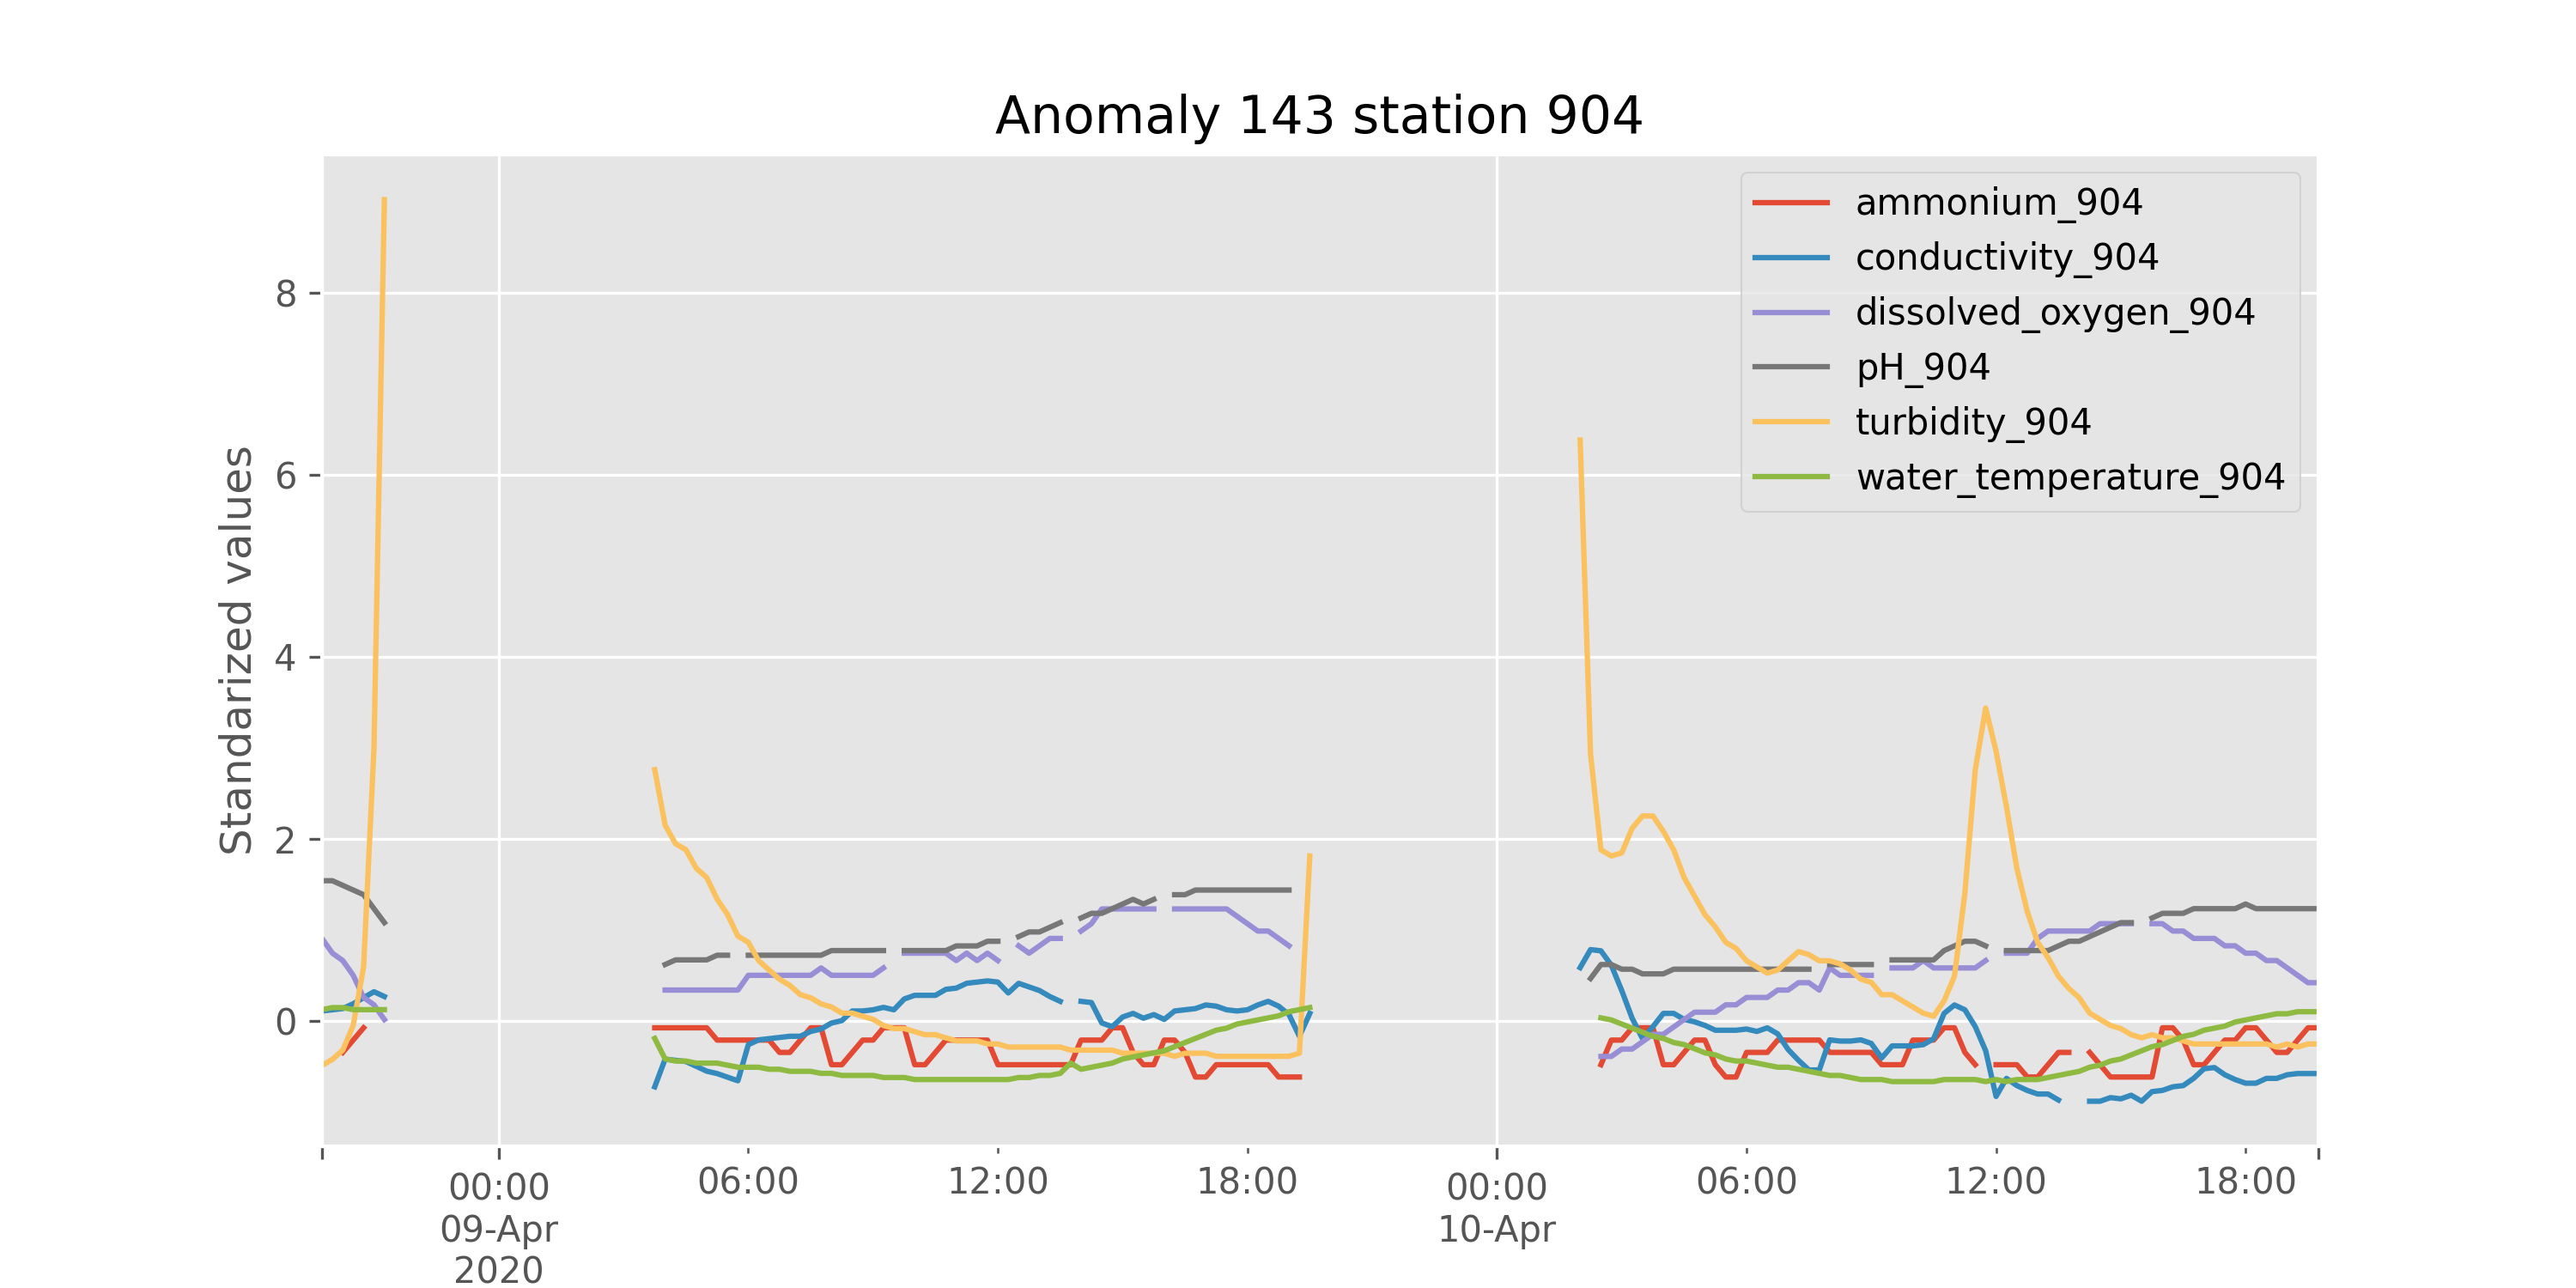 Anomaly 143 station 904
ammonium_904
conductivity_904
dissolved_oxygen_904
pH_904
turbidity_904
water_temperature_904
Standarized values
8
6
4
2
0
00:00
09-Apr
2020
06:00
12:00
18:00
00:00
10-Apr
06:00
12:00
18:00